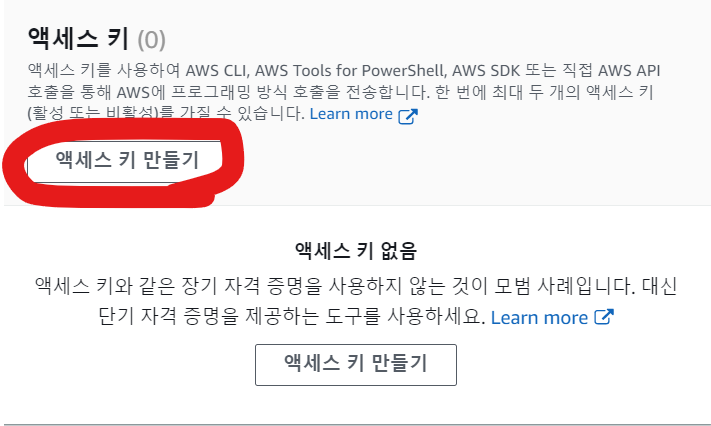 액세스 키 (0)
액세스 키를 사용하여 AWS CLI, AWS Tools for PowerShell, AWS SDK 또는 직접 AWS API
호출을 통해 AWS에 프로그래밍 방식 호출을 전송합니다. 한 번에 최대 두 개의 액세스 키
(활성 또는 비활성)를 가질 수 있습니다. Learn more
액세스 키 만들기
액세스 키 없음
액세스 키와 같은 장기 자격 증명을 사용하지 않는 것이 모범 사례입니다. 대신
단기 자격 증명을 제공하는 도구를 사용하세요. Learn more
액세스 키 만들기